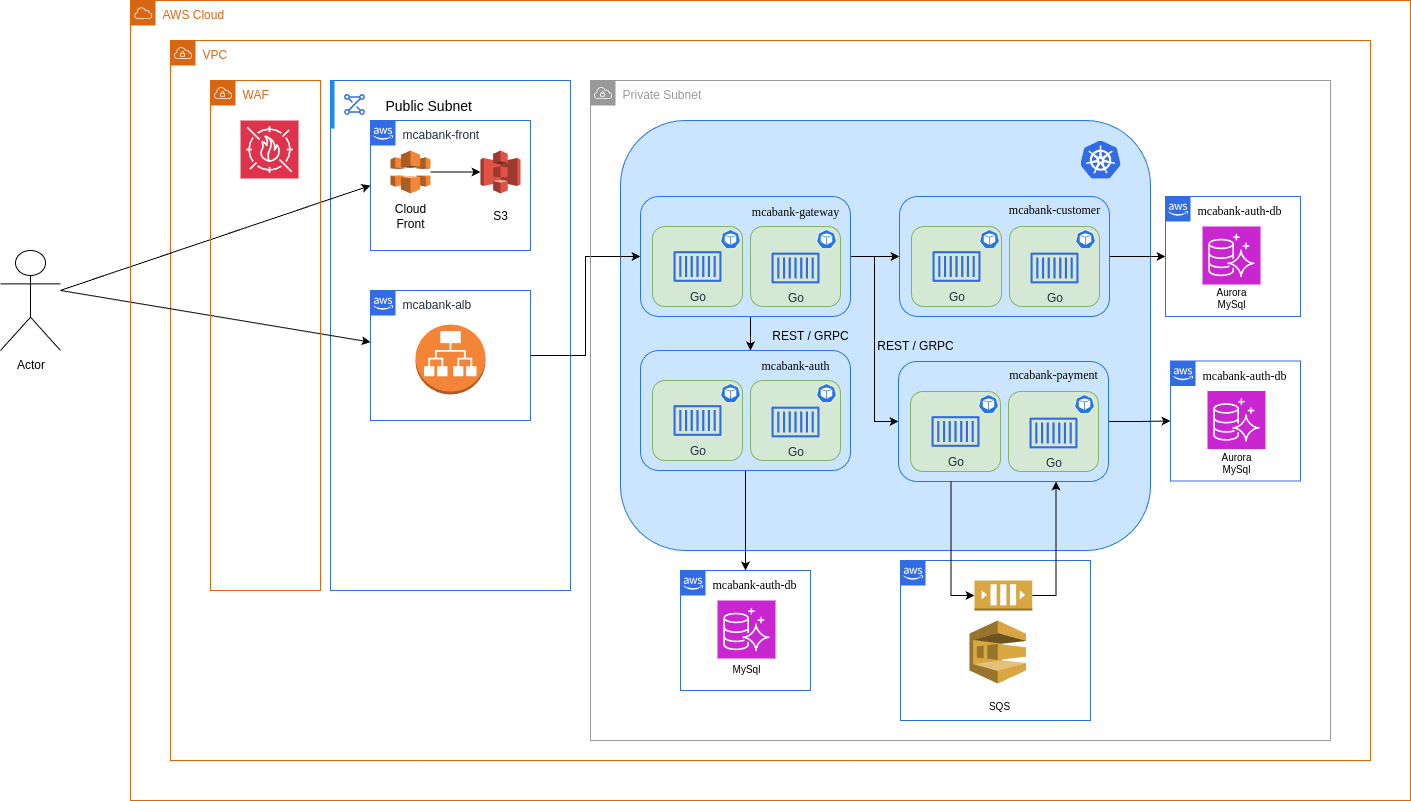 AWS Cloud
VPC
WAF
Public Subnet
aws
mcabank-front
Cloud
Front
S3
aws
mcabank-alb
Actor
Private Subnet
mcabank-gateway
Go
Go
mcabank-customer
Go
Go
aws
mcabank-auth-db
Aurora
MySql
REST / GRPC
REST / GRPC
mcabank-auth
Go
Go
mcabank-payment
Go
Go
aws
mcabank-auth-db
Aurora
MySql
aws
mcabank-auth-db
MySql
aws
SQS